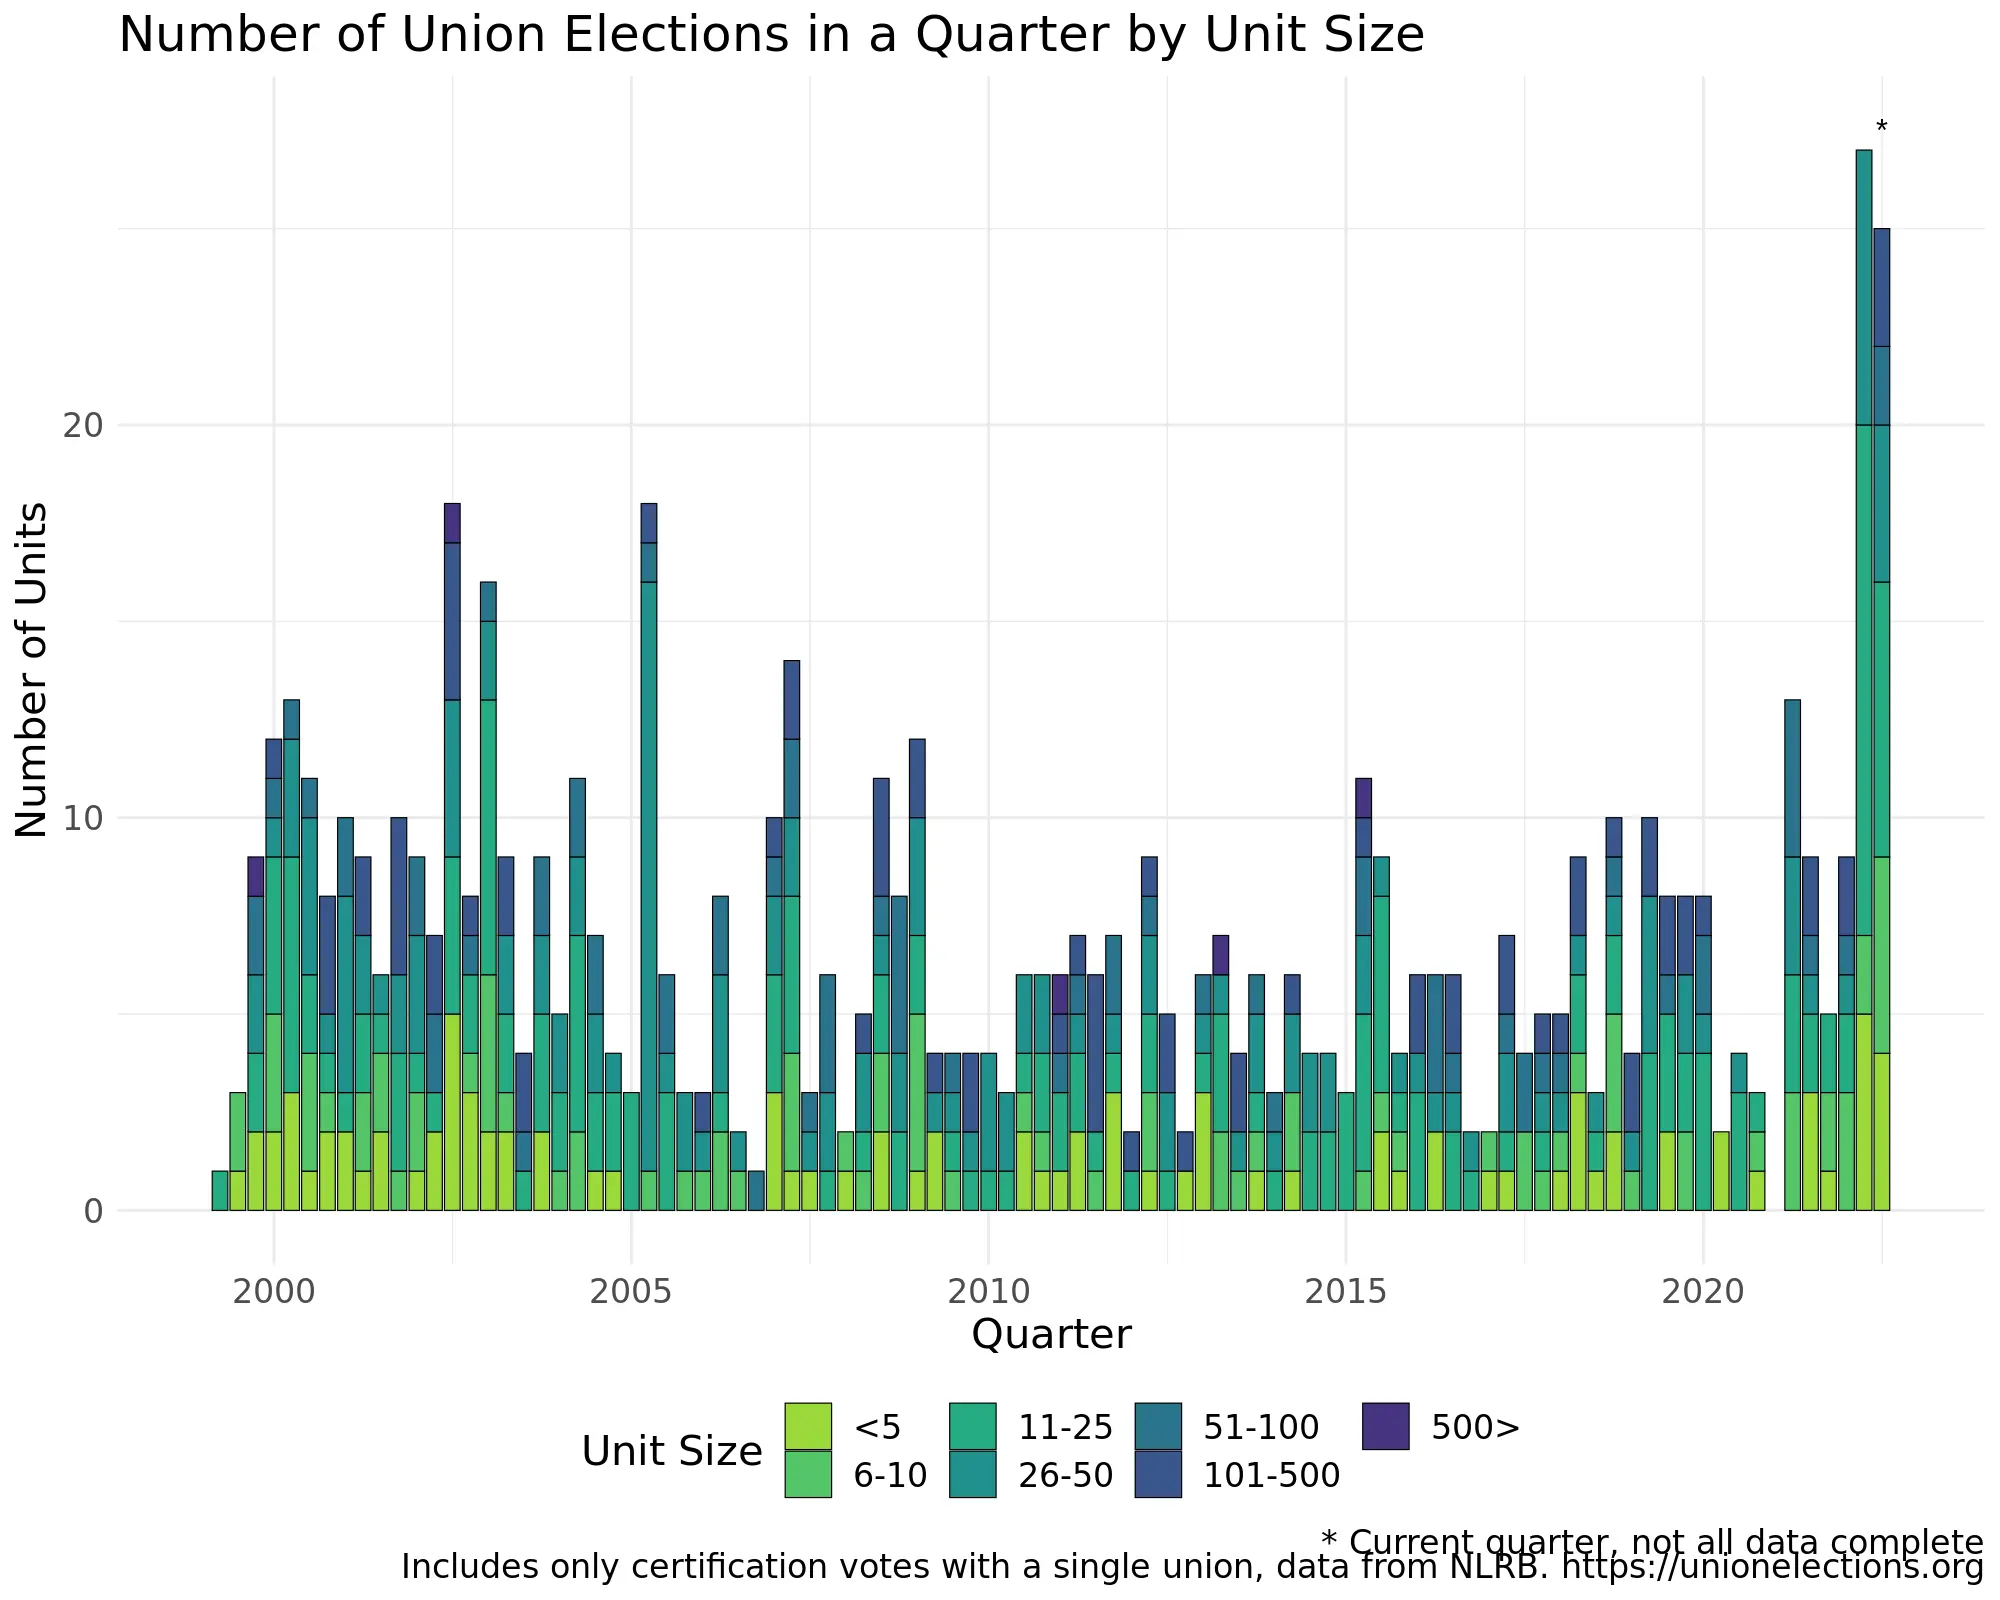 Number of Union Elections in a Quarter by Unit Size
*
20
10
0
Number of Units
2000 2005 2010 2015 2020
Quarter
Unit Size
<5 11-25 51-100 500>
6-10 26-50 101-500
* Current quarter, not all data complete
Includes only certification votes with a single union, data from NLRB. https://unionelections.org